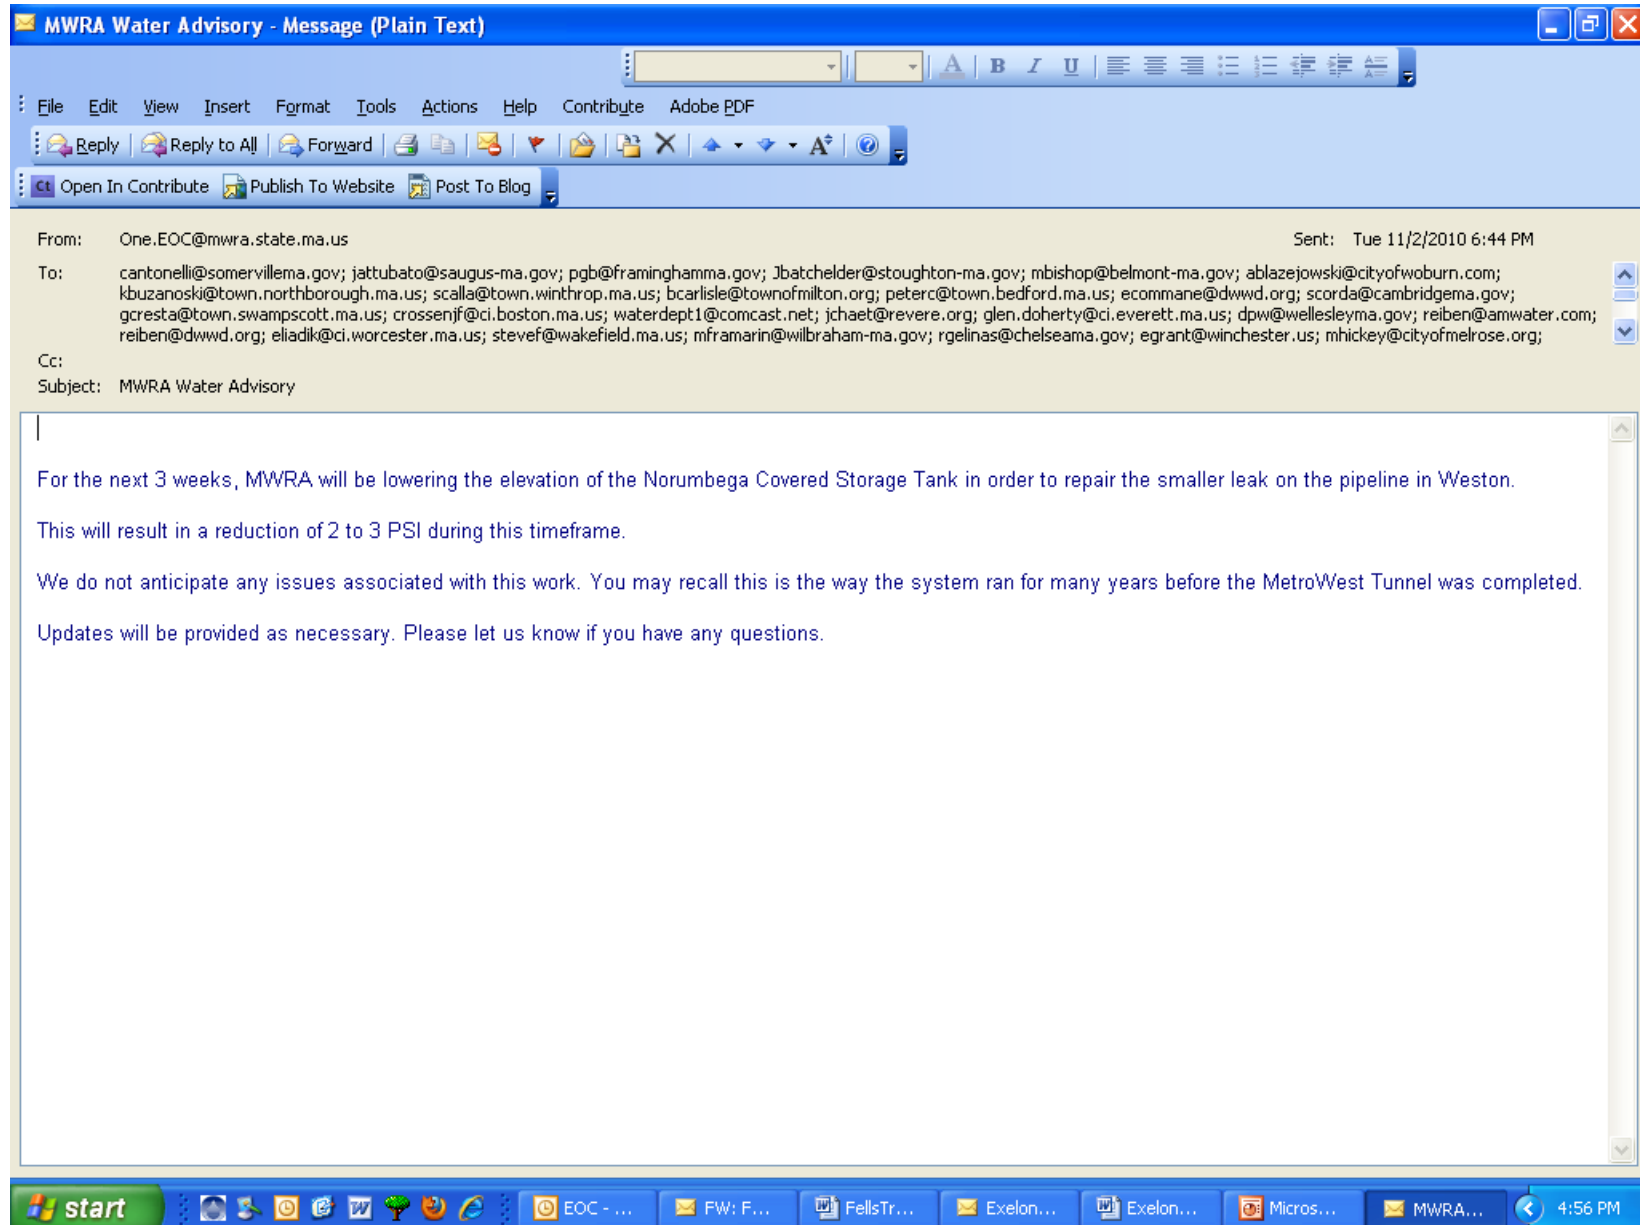 MWRA Water Advisory - Message (Plain Text)
A B I U
File Edit View Insert Format Tools Actions Help Contribute Adobe PDF
Reply Reply to All Forward
Ct Open In Contribute Publish To Website Post To Blog
From: One.EOC@mwra.state.ma.us Sent: Tue 11/2/2010 6:44 PM
To: cantonelli@somervillema.gov; jattubato@saugus-ma.gov; pgb@framinghamma.gov; Jbatchelder@stoughton-ma.gov; mbishop@belmont-ma.gov; ablazejowski@cityofwoburn.com;
kbuzanoski@town.northborough.ma.us; scalla@town.winthrop.ma.us; bcarlisle@townofmilton.org; peterc@town.bedford.ma.us; ecommane@dwwd.org; scorda@cambridgema.gov;
gcresta@town.swampscott.ma.us; crossenjf@ci.boston.ma.us; waterdept1@comcast.net; jchaet@revere.org; glen.doherty@ci.everett.ma.us; dpw@wellesleyma.gov; reiben@amwater.com;
reiben@dwwd.org; eliadik@ci.worcester.ma.us; stevef@wakefield.ma.us; mframarin@wilbraham-ma.gov; rgelinas@chelseama.gov; egrant@winchester.us; mhickey@cityofmelrose.org;
Cc:
Subject: MWRA Water Advisory
For the next 3 weeks, MWRA will be lowering the elevation of the Norumbega Covered Storage Tank in order to repair the smaller leak on the pipeline in Weston.
This will result in a reduction of 2 to 3 PSI during this timeframe.
We do not anticipate any issues associated with this work. You may recall this is the way the system ran for many years before the MetroWest Tunnel was completed.
Updates will be provided as necessary. Please let us know if you have any questions.
start EOC - ... FW: F... FellsTr... Exelon... Exelon... Micros... MWRA... 4:56 PM